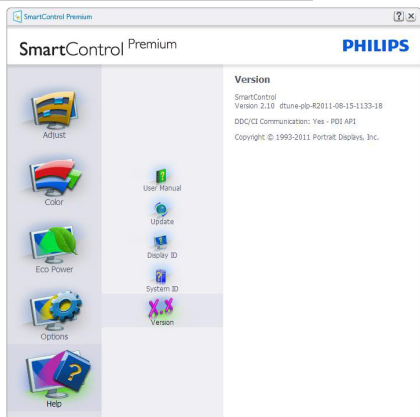 SmartControl Premium
SmartControl Premium
PHILIPS
Adjust
Color
Eco Power
Options
Help
User Manual
Update
Display ID
System ID
X.X
Version
Version
SmartControl
Version 2.10 dtune-plp-R2011-08-15-1133-18
DDC/CI Communication: Yes - PDI API
Copyright © 1993-2011 Portrait Displays, Inc.